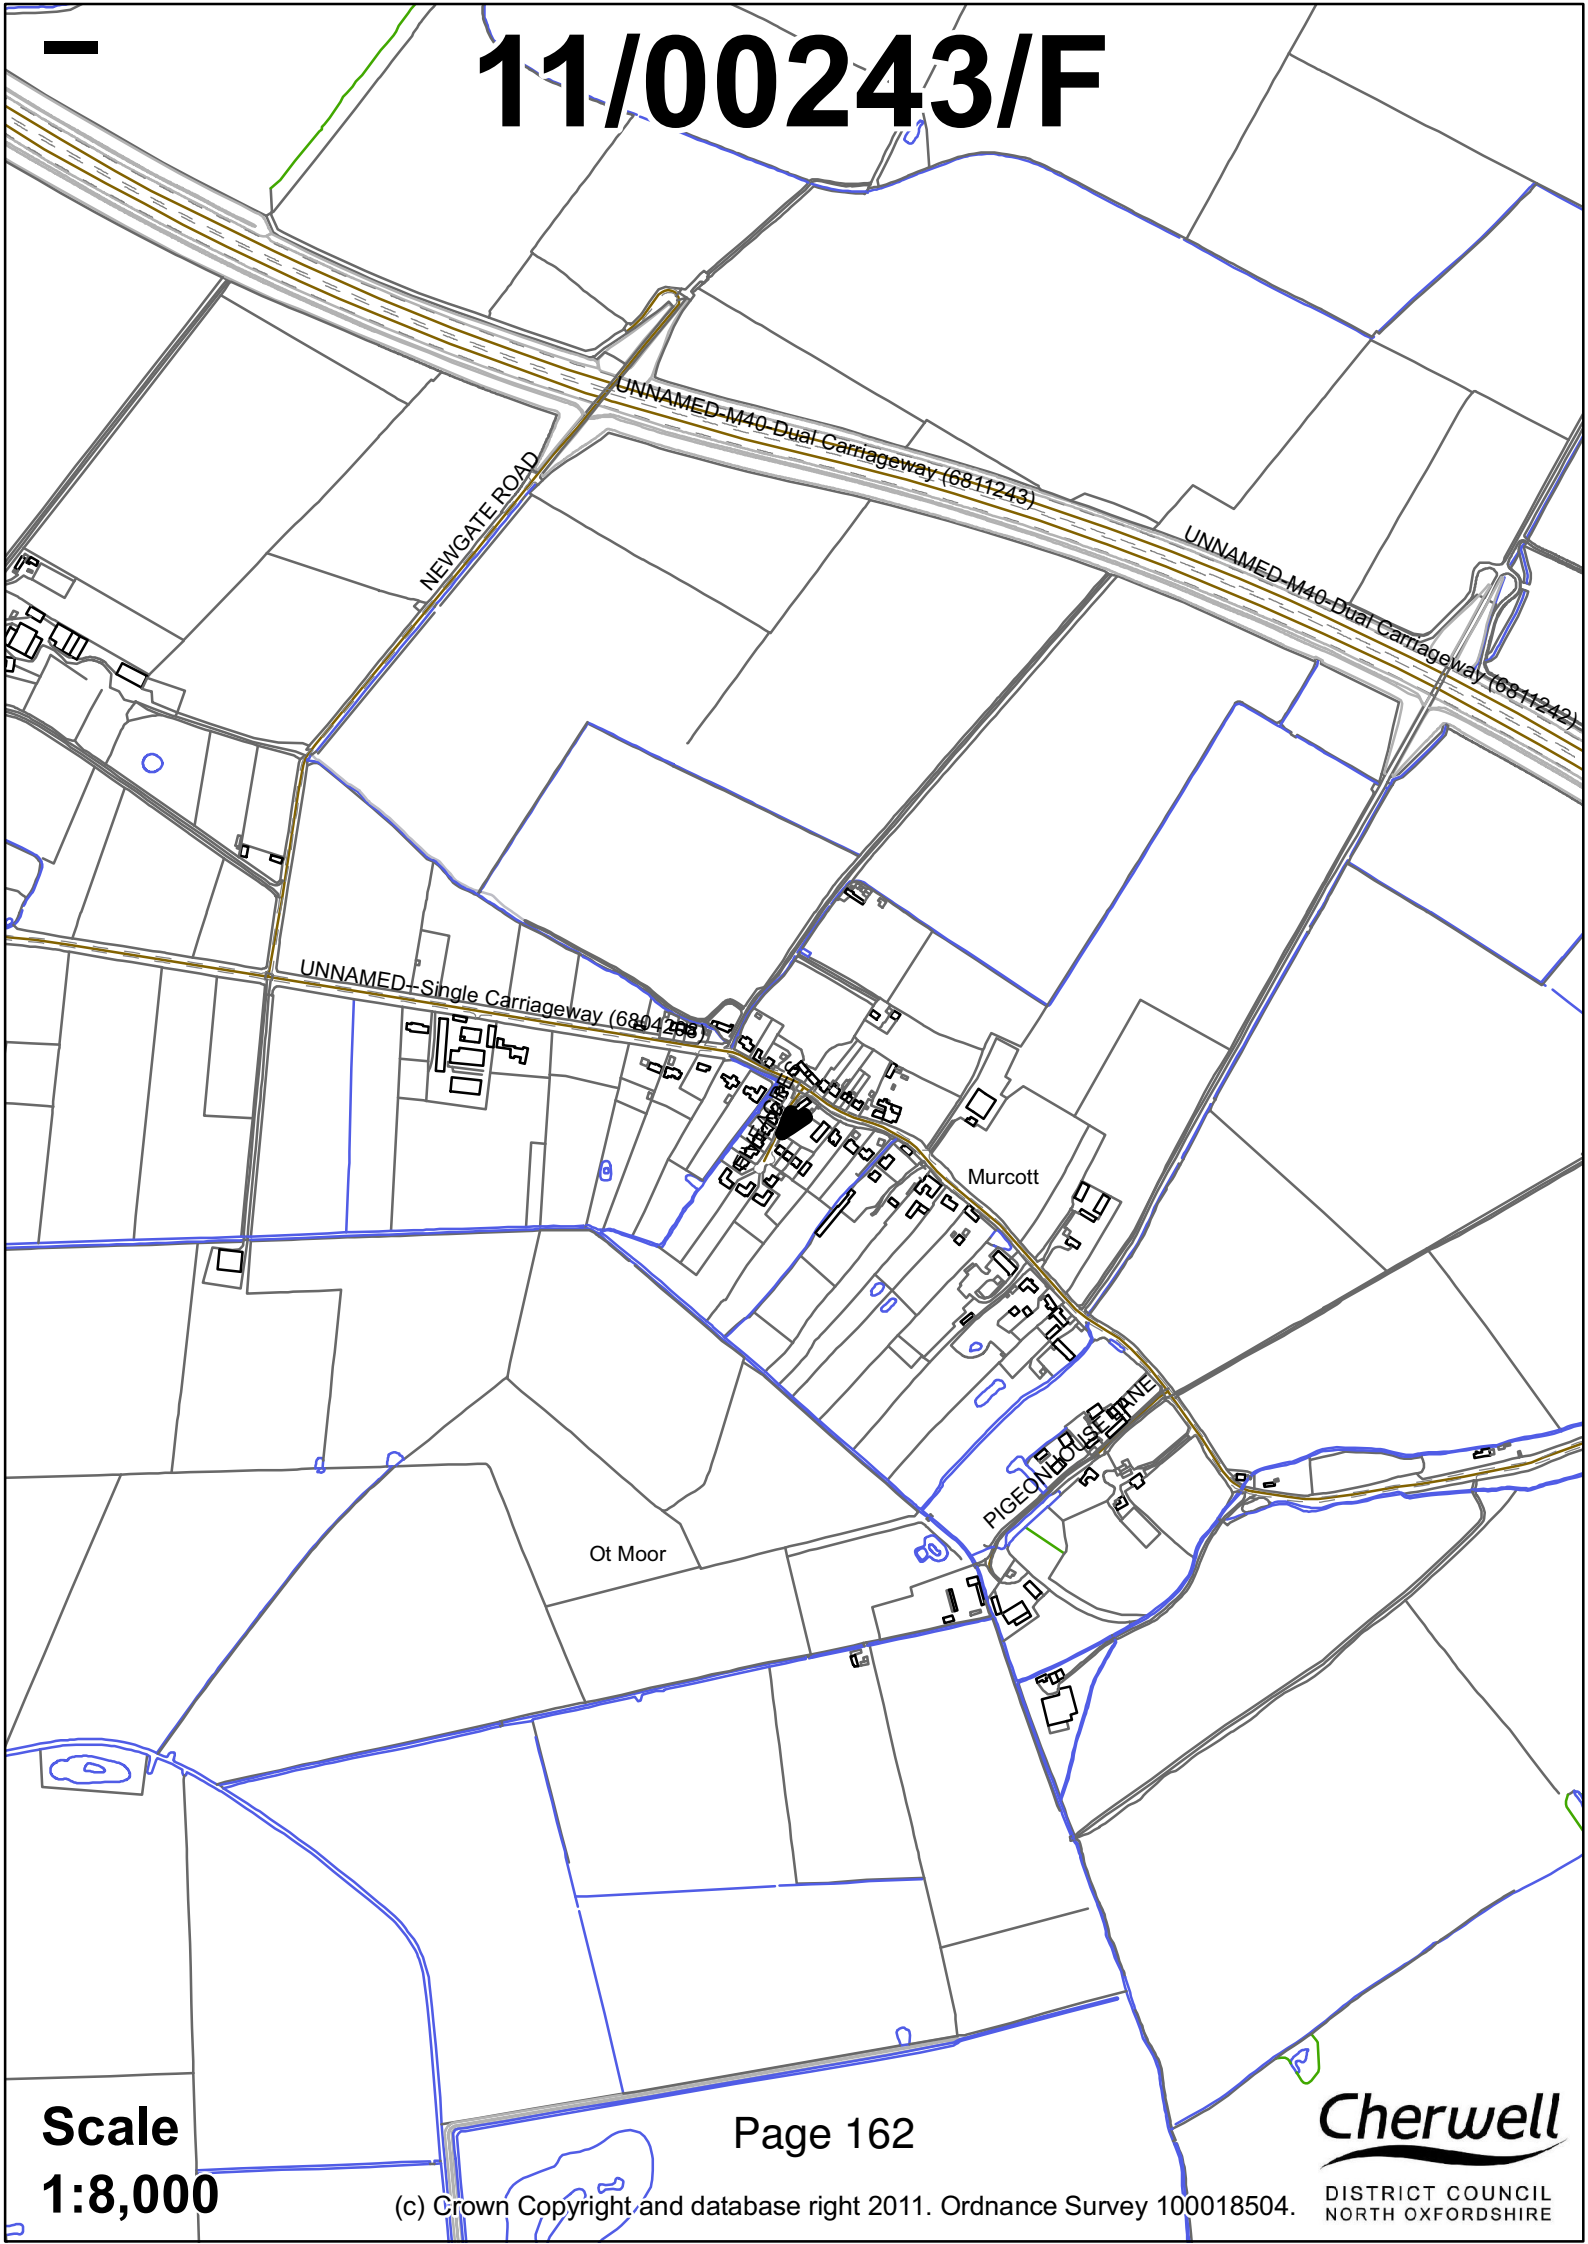 11/00243/F
UNNAMED-M40-Dual Carriageway (6811243)
NEWGATE ROAD
UNNAMED-M40-Dual Carriageway (6811242)
UNNAMED--Single Carriageway
Murcott
PIGEON HOUSE LANE
Ot Moor
Scale
1:8,000
Page 162
(c) Crown Copyright and database right 2011. Ordnance Survey 100018504.
Cherwell
DISTRICT COUNCIL
NORTH OXFORDSHIRE